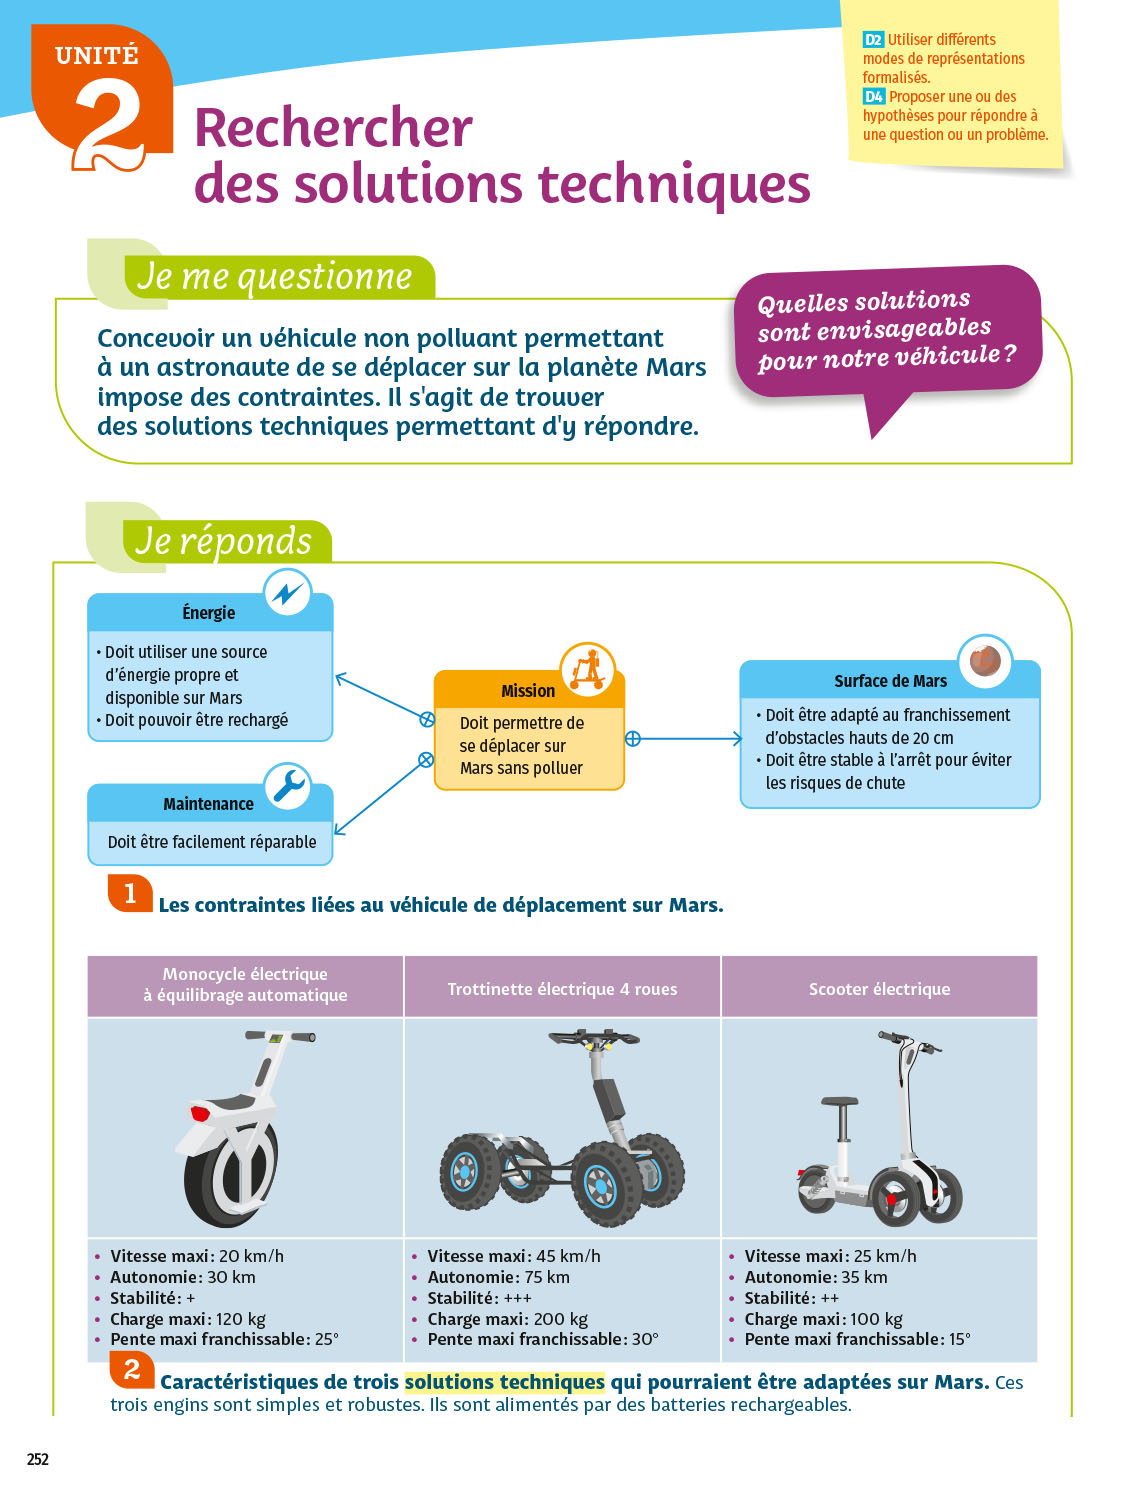 UNITÉ
2
Rechercher
des solutions techniques
D2 Utiliser différents
modes de représentations
formalisés.
D4 Proposer une ou des
hypothèses pour répondre à
une question ou un problème.
Je me questionne
Concevoir un véhicule non polluant permettant
à un astronaute de se déplacer sur la planète Mars
impose des contraintes. Il s'agit de trouver
des solutions techniques permettant d'y répondre.
Quelles solutions
sont envisageables
pour notre véhicule ?
Je réponds
Énergie
• Doit utiliser une source
d'énergie propre et
disponible sur Mars
• Doit pouvoir être rechargé
Maintenance
Doit être facilement réparable
Mission
Doit permettre de
se déplacer sur
Mars sans polluer
Surface de Mars
• Doit être adapté au franchissement
d'obstacles hauts de 20 cm
• Doit être stable à l'arrêt pour éviter
les risques de chute
1 Les contraintes liées au véhicule de déplacement sur Mars.
Monocycle électrique
à équilibrage automatique
Trottinette électrique 4 roues
Scooter électrique
• Vitesse maxi : 20 km/h
• Autonomie : 30 km
• Stabilité : +
• Charge maxi : 120 kg
• Pente maxi franchissable : 25°
• Vitesse maxi : 45 km/h
• Autonomie : 75 km
• Stabilité : +++
• Charge maxi : 200 kg
• Pente maxi franchissable : 30°
• Vitesse maxi : 25 km/h
• Autonomie : 35 km
• Stabilité : ++
• Charge maxi : 100 kg
• Pente maxi franchissable : 15°
2 Caractéristiques de trois solutions techniques qui pourraient être adaptées sur Mars. Ces
trois engins sont simples et robustes. Ils sont alimentés par des batteries rechargeables.
252